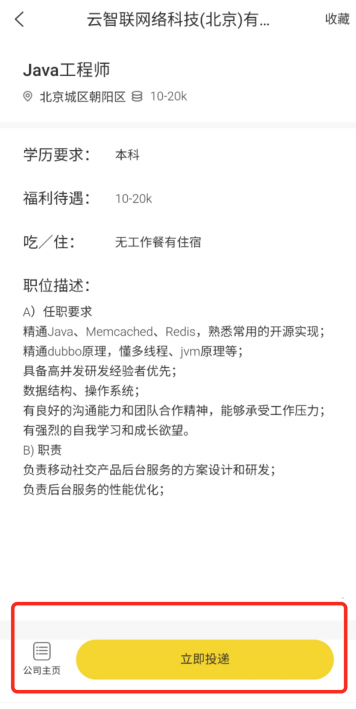 云智联网络科技(北京)有...
收藏
Java工程师
北京城区朝阳区 10-20k
学历要求： 本科
福利待遇： 10-20k
吃／住： 无工作餐有住宿
职位描述：
A）任职要求
精通Java、Memcached、Redis，熟悉常用的开源实现；
精通dubbo原理，懂多线程、jvm原理等；
具备高并发研发经验者优先；
数据结构、操作系统；
有良好的沟通能力和团队合作精神，能够承受工作压力；
有强烈的自我学习和成长欲望。
B) 职责
负责移动社交产品后台服务的方案设计和研发；
负责后台服务的性能优化；
公司主页
立即投递